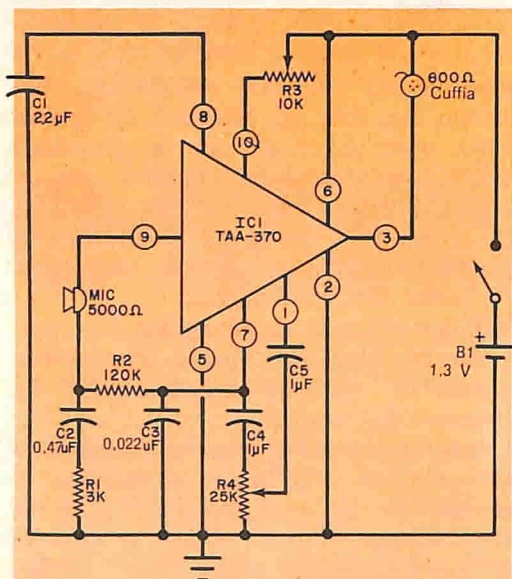 C1
2,2µF
8
R3
10K
600Ω
Cuffia
10
6
IC1
TAA-370
9
3
MIC
5000Ω
5
7
1
2
+
B1
1,3 V
R2
120K
C5
1µF
C2
0,47µF
C3
0,022µF
C4
1µF
R1
3K
R4
25K